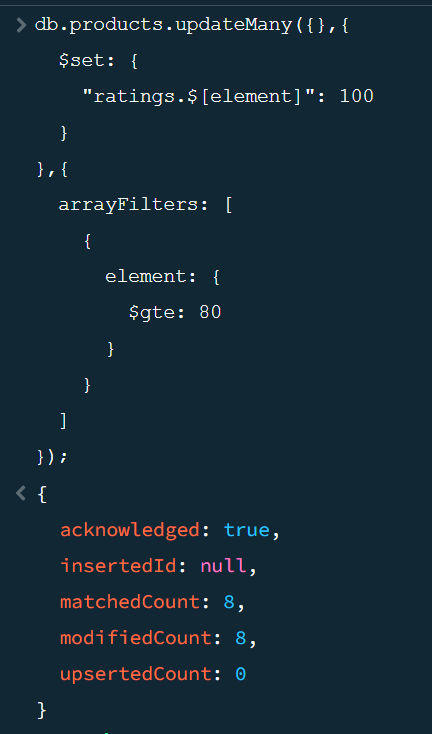 > db.products.updateMany({},{
$set: {
"ratings.$[element]": 100
}
},{
arrayFilters: [
{
element: {
$gte: 80
}
}
]
});
< {
acknowledged: true,
insertedId: null,
matchedCount: 8,
modifiedCount: 8,
upsertedCount: 0
}